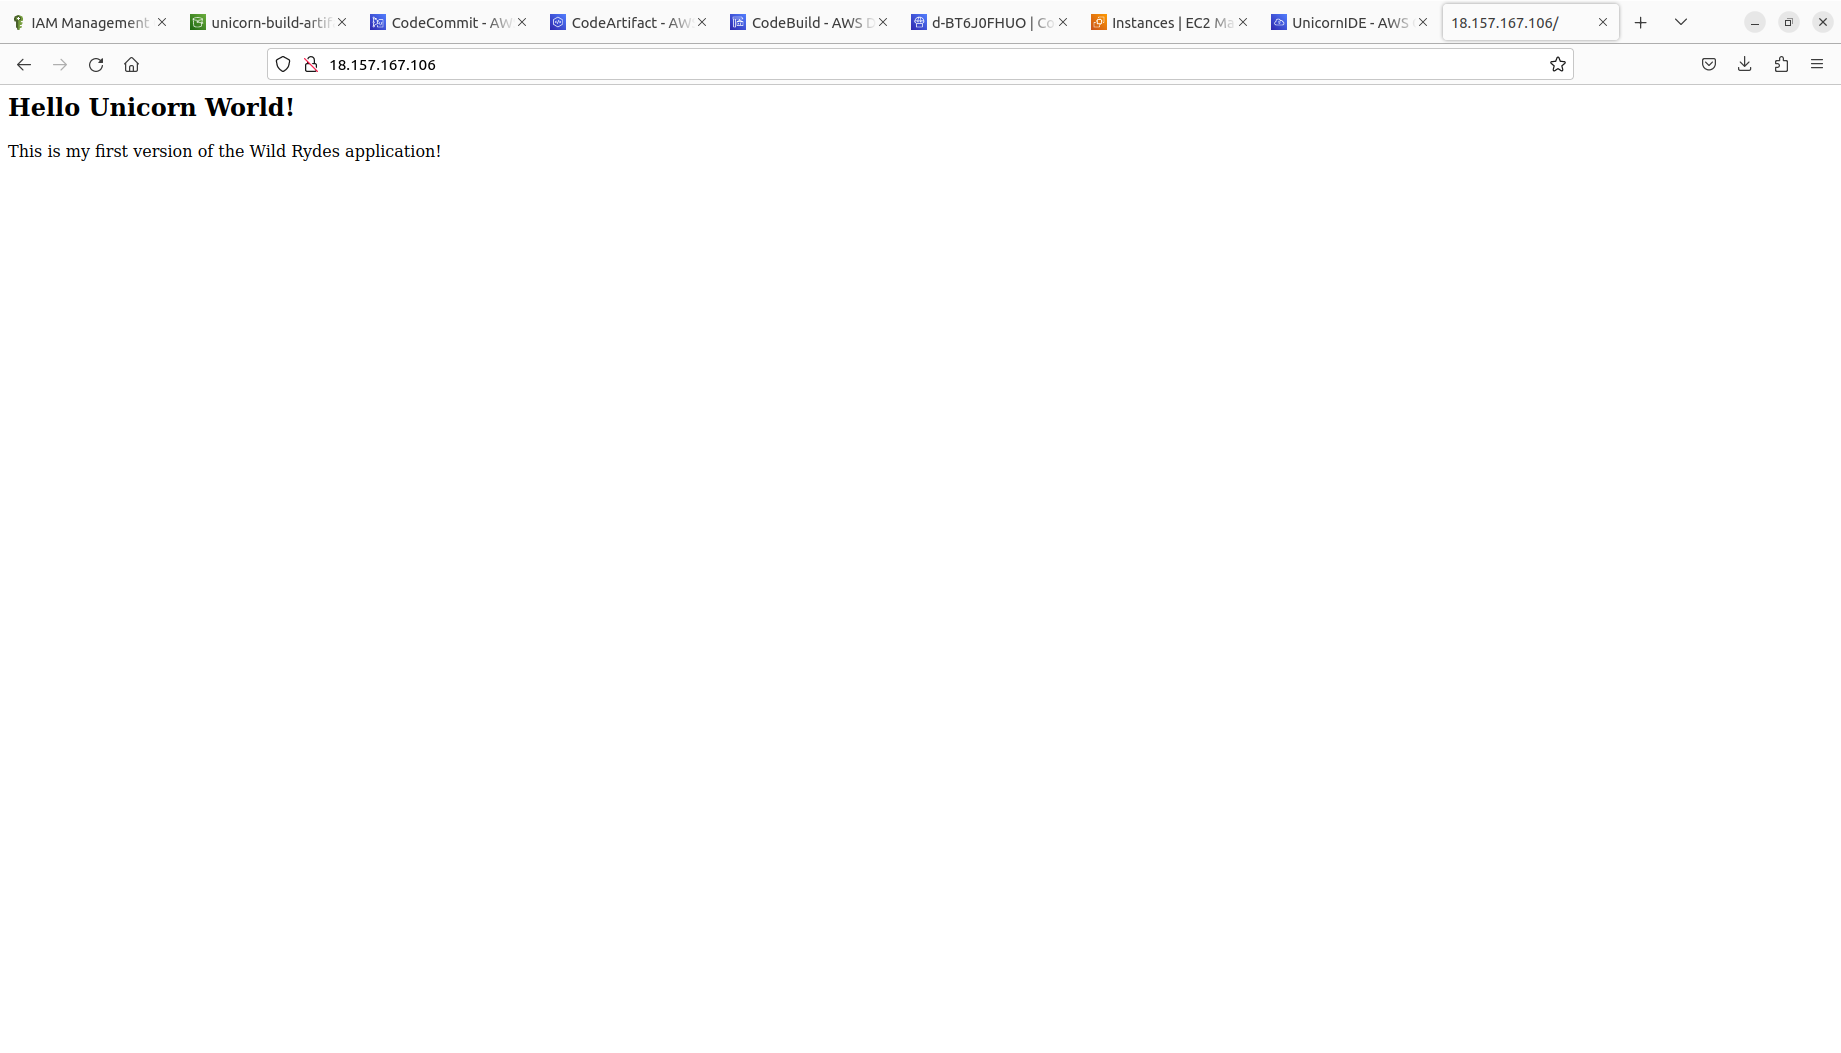 IAM Management
unicorn-build-artif
CodeCommit - AW
CodeArtifact - AW
CodeBuild - AWS D
d-BT6J0FHUO | Co
Instances | EC2 Ma
UnicornIDE - AWS
18.157.167.106/
18.157.167.106
Hello Unicorn World!
This is my first version of the Wild Rydes application!